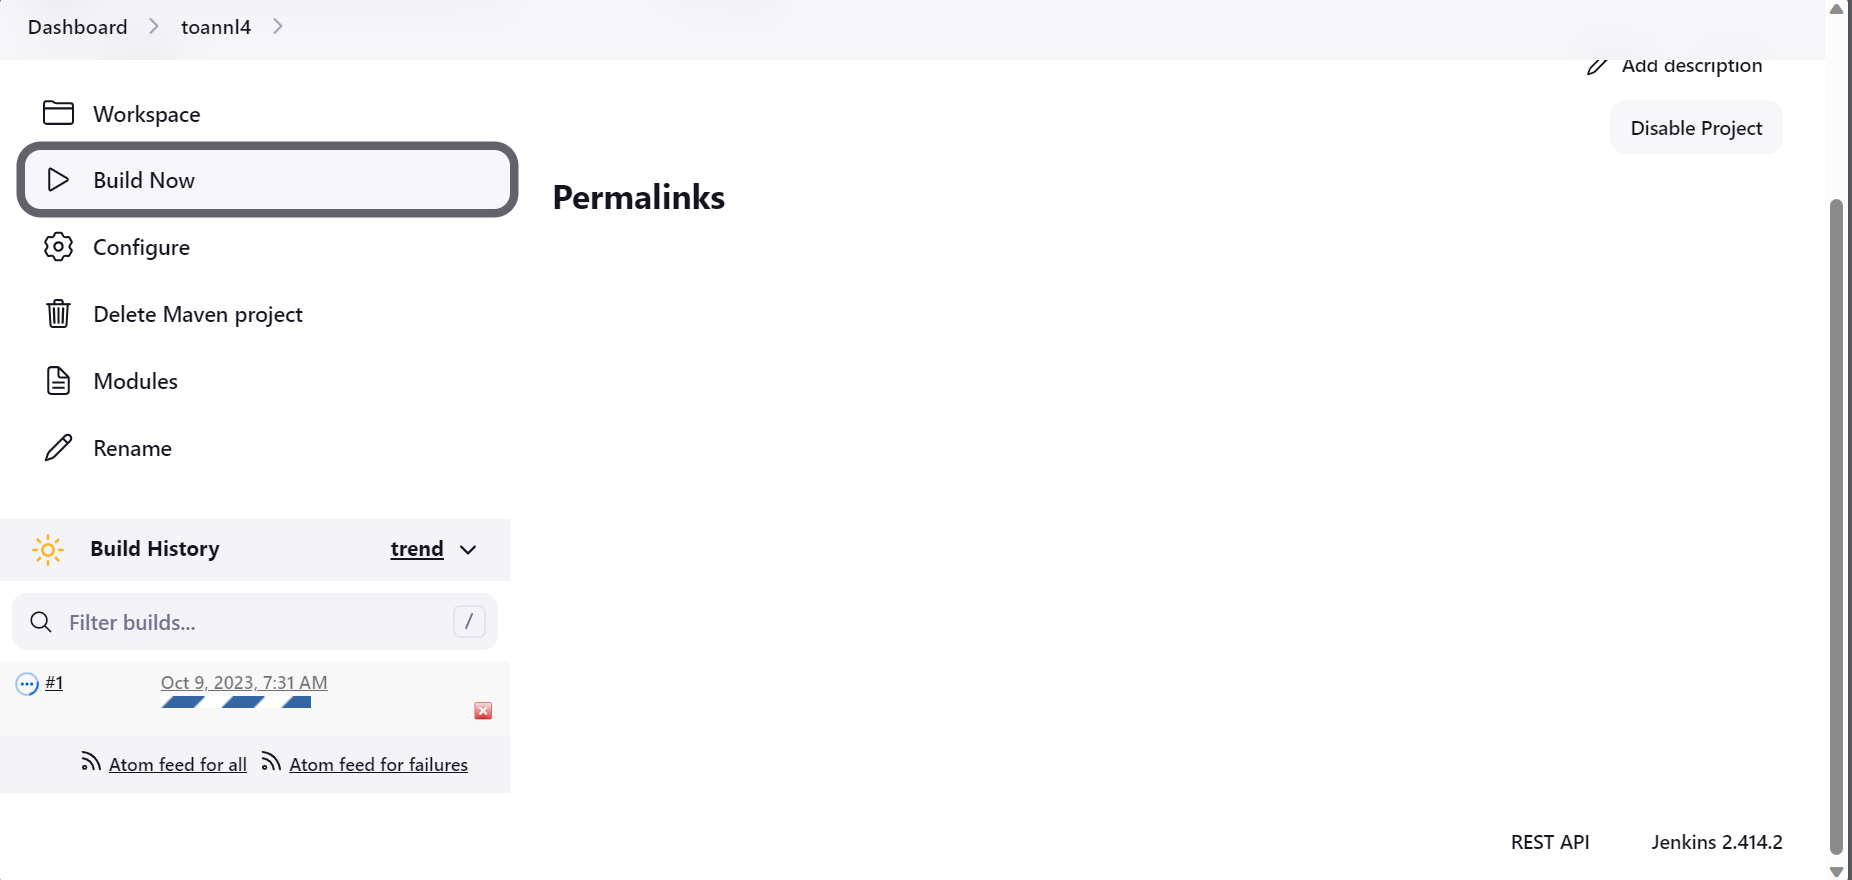 Dashboard
toannl4
Add description
Workspace
Disable Project
Build Now
Permalinks
Configure
Delete Maven project
Modules
Rename
Build History
trend
Filter builds...
/
#1
Oct 9, 2023, 7:31 AM
Atom feed for all
Atom feed for failures
REST API
Jenkins 2.414.2